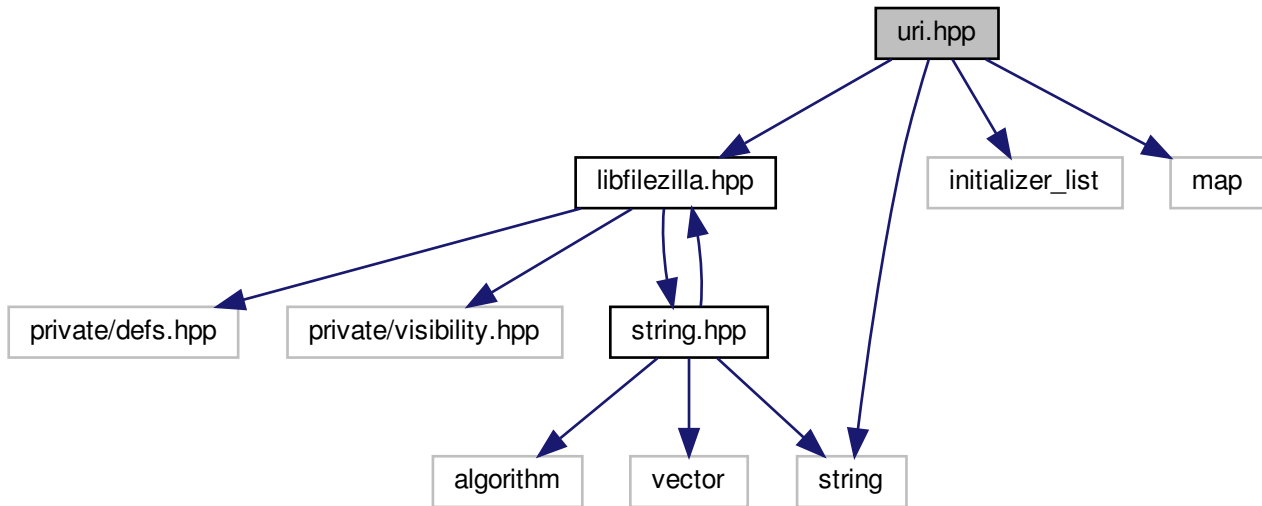 uri.hpp
libfilezilla.hpp
initializer_list
map
private/defs.hpp
private/visibility.hpp
string.hpp
algorithm
vector
string